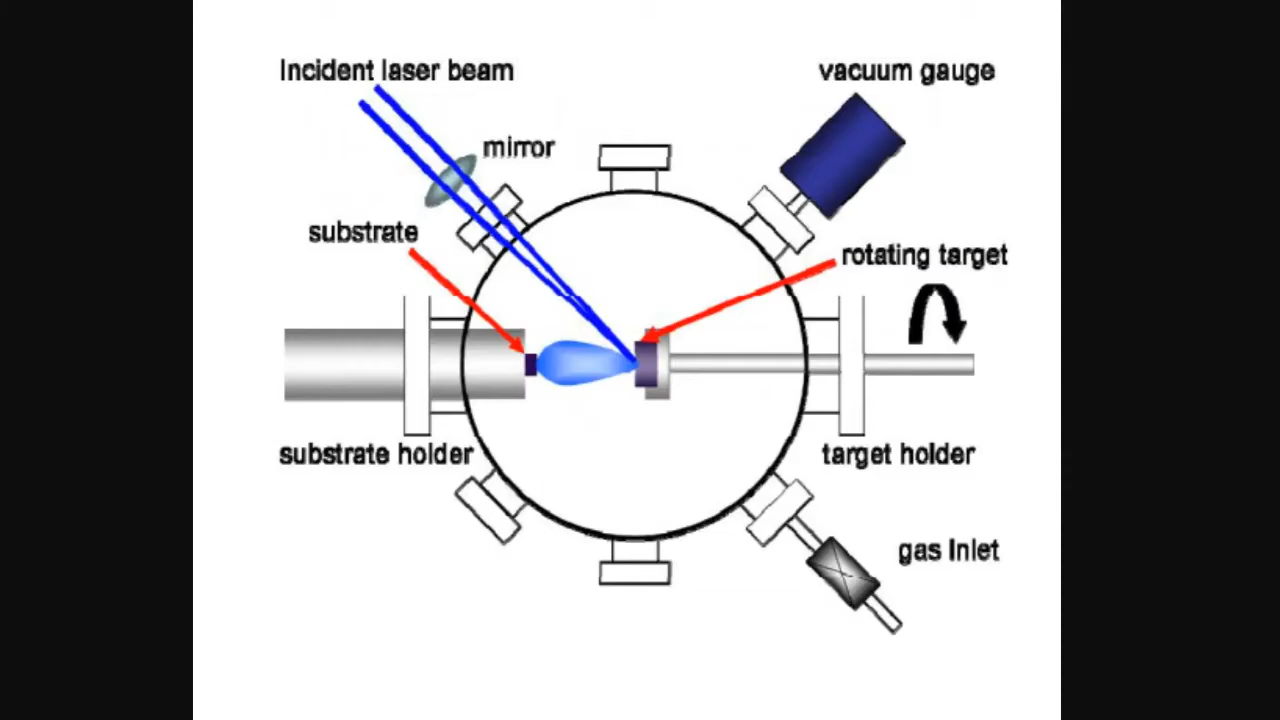 Incident laser beam
vacuum gauge
mirror
substrate
rotating target
substrate holder
target holder
gas Inlet